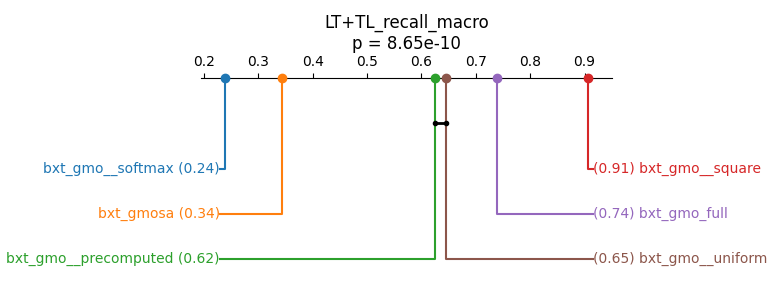 LT+TL_recall_macro
p = 8.65e-10
0.2 0.3 0.4 0.5 0.6 0.7 0.8 0.9
bxt_gmo__softmax (0.24) (0.91) bxt_gmo__square
bxt_gmosa (0.34) (0.74) bxt_gmo_full
bxt_gmo__precomputed (0.62) (0.65) bxt_gmo__uniform